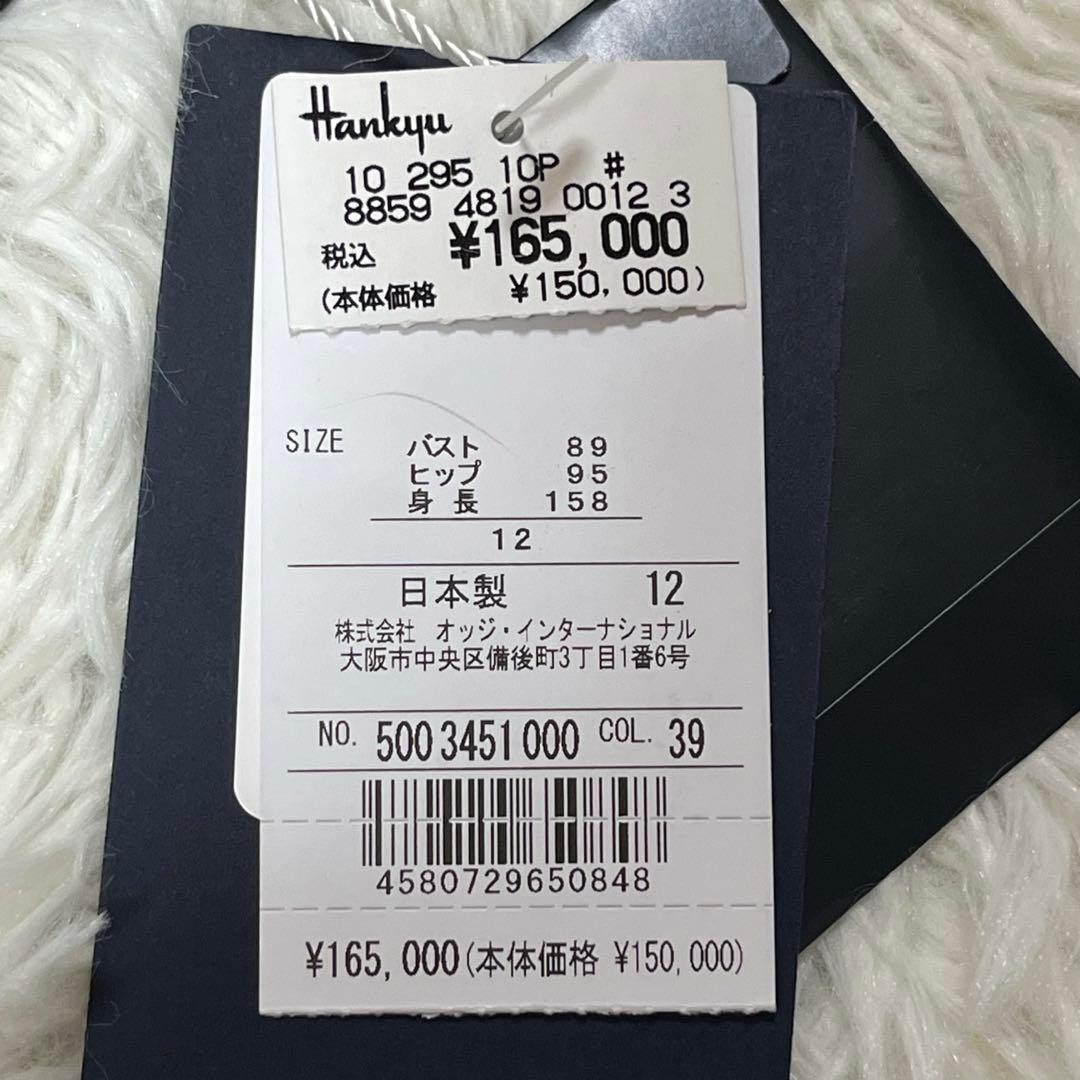 Hankyu
10 295 10P #
8859 4819 0012 3
税込 ¥165,000
(本体価格 ¥150,000)
SIZE バスト 89
ヒップ 95
身長 158
12
日本製 12
株式会社 オッジ・インターナショナル
大阪市中央区備後町3丁目1番6号
NO. 5003451000 COL. 39
4580729650848
¥165,000(本体価格 ¥150,000)